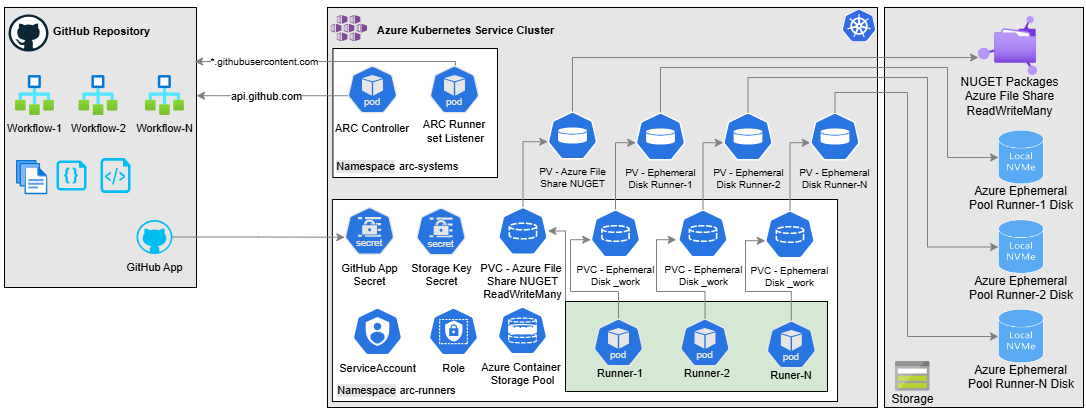 GitHub Repository
Workflow-1
Workflow-2
Workflow-N
{}
</>
GitHub App
Azure Kubernetes Service Cluster
*.githubusercontent.com
api.github.com
pod
pod
ARC Controller
ARC Runner
set Listener
Namespace arc-systems
PV - Azure File
Share NUGET
PV - Ephemeral
Disk Runner-1
PV - Ephemeral
Disk Runner-2
PV - Ephemeral
Disk Runner-N
secret
GitHub App
Secret
secret
Storage Key
Secret
PVC - Azure File
Share NUGET
ReadWriteMany
PVC - Ephemeral
Disk _work
PVC - Ephemeral
Disk _work
PVC - Ephemeral
Disk _work
ServiceAccount
Role
Azure Container
Storage Pool
pod
Runner-1
pod
Runner-2
pod
Runer-N
Namespace arc-runners
NUGET Packages
Azure File Share
ReadWriteMany
Local
NVMe
Azure Ephemeral
Pool Runner-1 Disk
Local
NVMe
Azure Ephemeral
Pool Runner-2 Disk
Local
NVMe
Azure Ephemeral
Pool Runner-N Disk
Storage